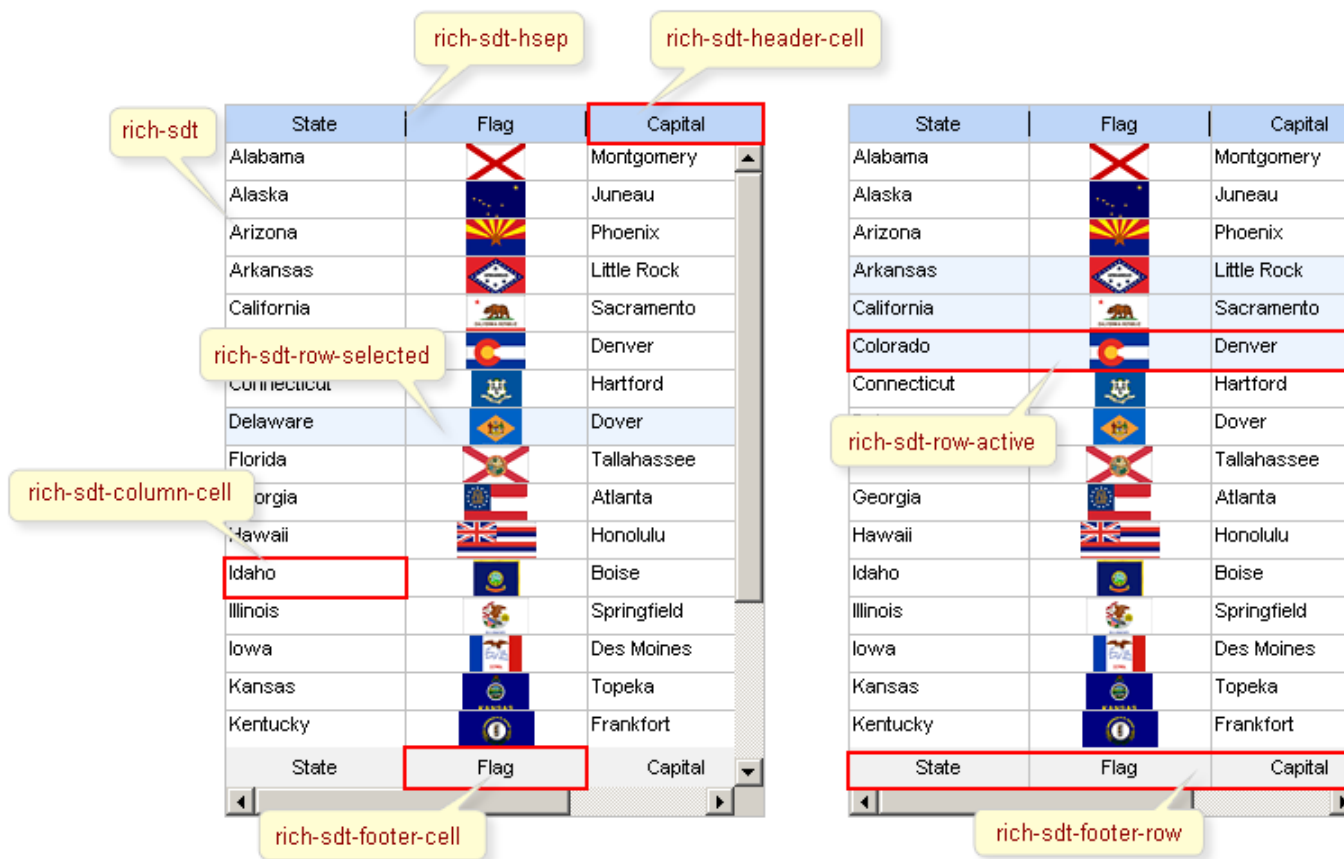 rich-sdt-hsep
rich-sdt-header-cell
rich-sdt
State Flag Capital
Alabama Montgomery
Alaska Juneau
Arizona Phoenix
Arkansas Little Rock
California Sacramento
rich-sdt-row-selected
Denver
Connecticut Hartford
Delaware Dover
Florida Tallahassee
rich-sdt-column-cell
orgia Atlanta
Hawaii Honolulu
Idaho Boise
Illinois Springfield
Iowa Des Moines
Kansas Topeka
Kentucky Frankfort
State Flag Capital
rich-sdt-footer-cell
State Flag Capital
Alabama Montgomery
Alaska Juneau
Arizona Phoenix
Arkansas Little Rock
California Sacramento
Colorado Denver
Connecticut Hartford
Dover
rich-sdt-row-active
Tallahassee
Georgia Atlanta
Hawaii Honolulu
Idaho Boise
Illinois Springfield
Iowa Des Moines
Kansas Topeka
Kentucky Frankfort
State Flag Capital
rich-sdt-footer-row